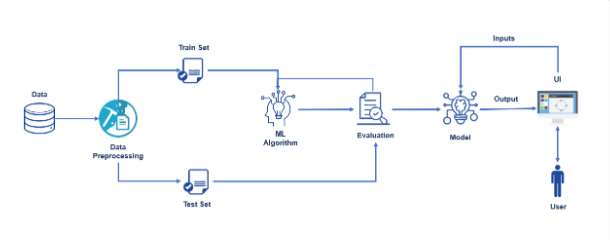 Train Set
Inputs
Data
UI
Output
ML
Algorithm
Evaluation
Model
Data
Preprocessing
Test Set
User